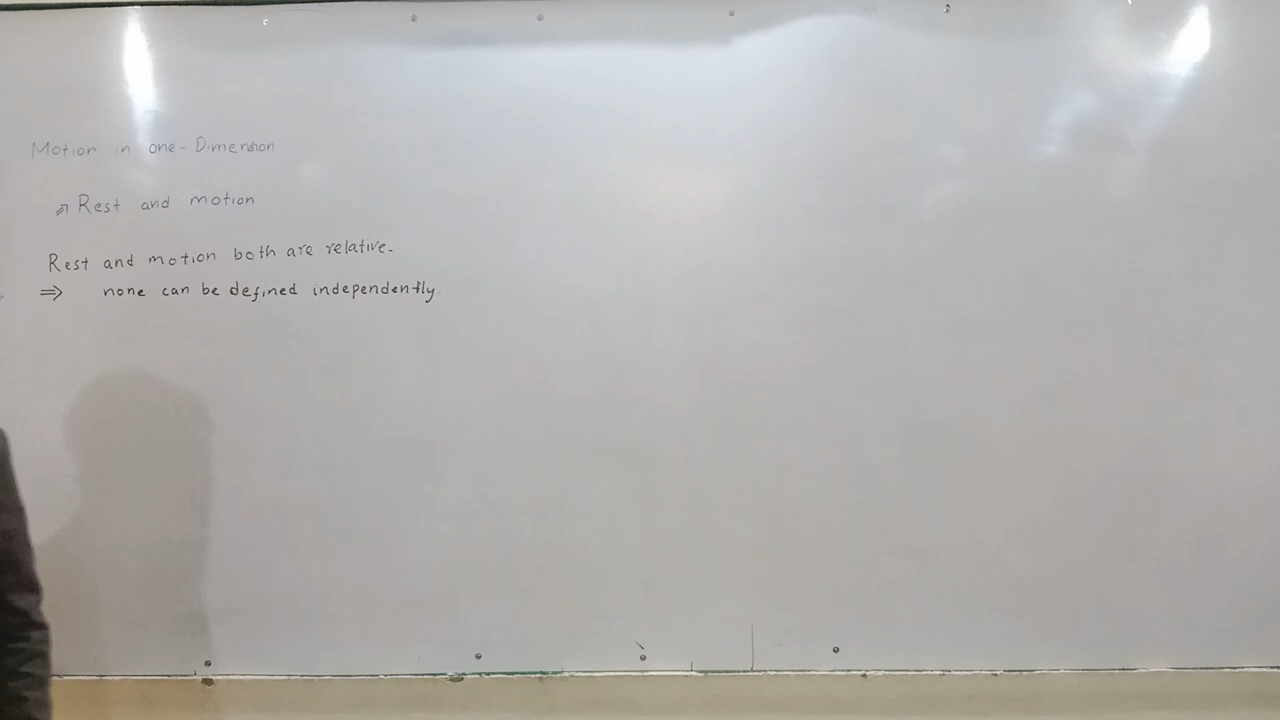 Motion in one-Dimension
⇒ Rest and motion
Rest and motion both are relative.
⇒ none can be defined independently.